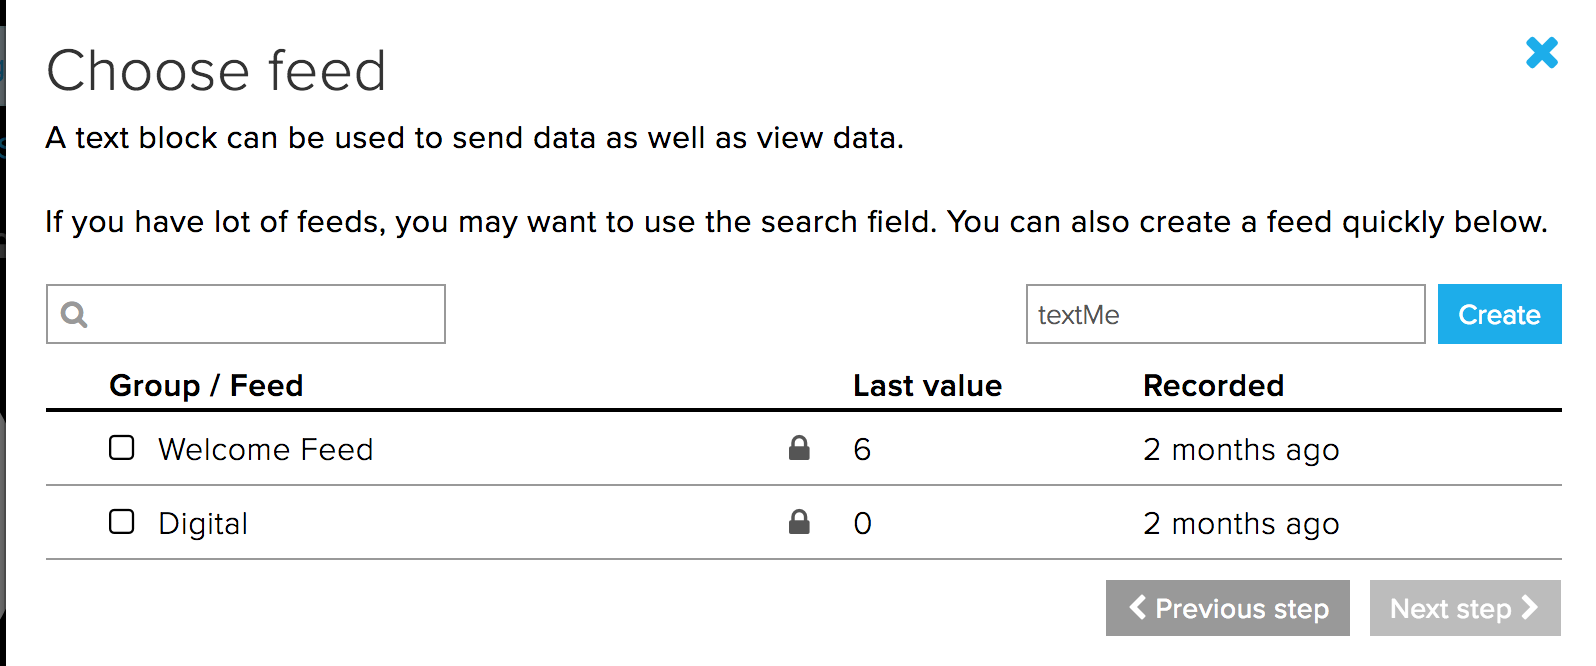 Choose feed
A text block can be used to send data as well as view data.
If you have lot of feeds, you may want to use the search field. You can also create a feed quickly below.
textMe Create
Group / Feed Last value Recorded
Welcome Feed 6 2 months ago
Digital 0 2 months ago
Previous step Next step